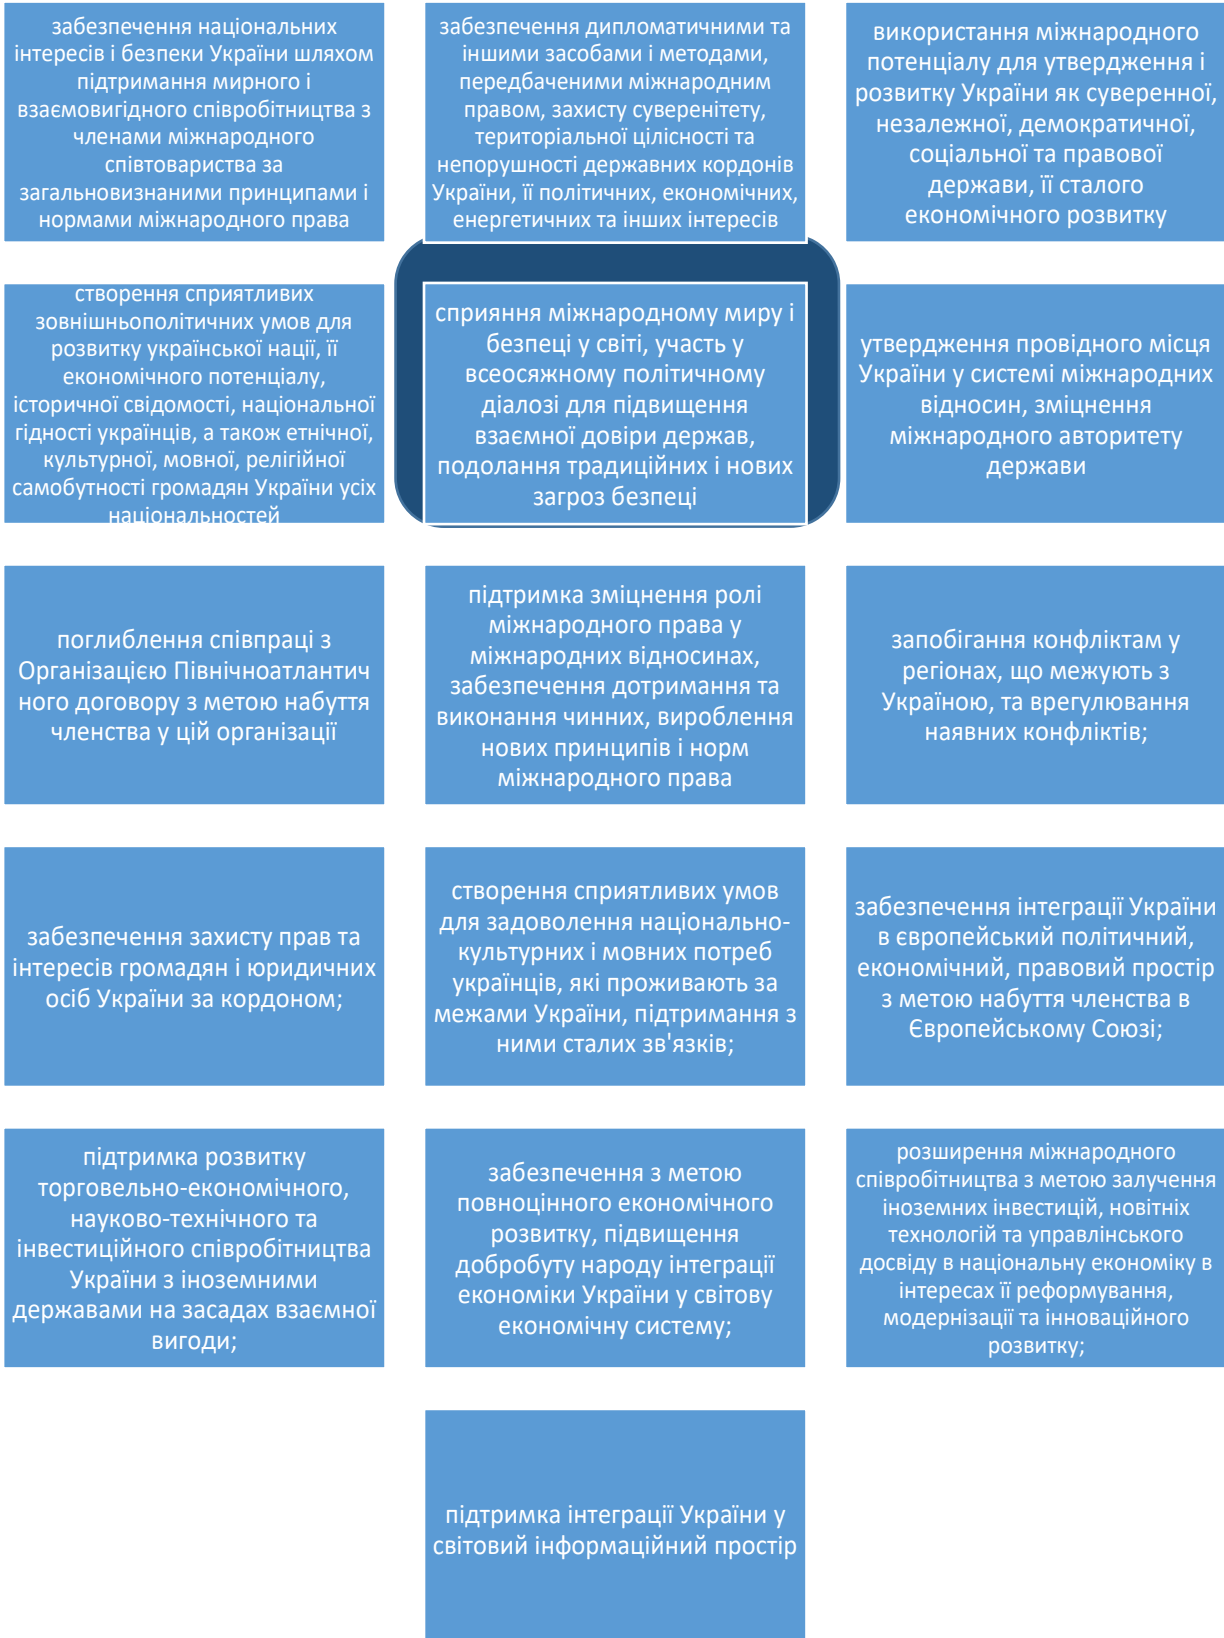 забезпечення національних
інтересів і безпеки України шляхом
підтримання мирного і
взаємовигідного співробітництва з
членами міжнародного
співтовариства за
загальновизнаними принципами і
нормами міжнародного права
забезпечення дипломатичними та
іншими засобами і методами,
передбаченими міжнародним
правом, захисту суверенітету,
територіальної цілісності та
непорушності державних кордонів
України, її політичних, економічних,
енергетичних та інших інтересів
використання міжнародного
потенціалу для утвердження і
розвитку України як суверенної,
незалежної, демократичної,
соціальної та правової
держави, її сталого
економічного розвитку
створення сприятливих
зовнішньополітичних умов для
розвитку української нації, її
економічного потенціалу,
історичної свідомості, національної
гідності українців, а також етнічної,
культурної, мовної, релігійної
самобутності громадян України усіх
національностей
сприяння міжнародному миру і
безпеці у світі, участь у
всеосяжному політичному
діалозі для підвищення
взаємної довіри держав,
подолання традиційних і нових
загроз безпеці
утвердження провідного місця
України у системі міжнародних
відносин, зміцнення
міжнародного авторитету
держави
поглиблення співпраці з
Організацією Північноатлантич
ного договору з метою набуття
членства у цій організації
підтримка зміцнення ролі
міжнародного права у
міжнародних відносинах,
забезпечення дотримання та
виконання чинних, вироблення
нових принципів і норм
міжнародного права
запобігання конфліктам у
регіонах, що межують з
Україною, та врегулювання
наявних конфліктів;
забезпечення захисту прав та
інтересів громадян і юридичних
осіб України за кордоном;
створення сприятливих умов
для задоволення національно-
культурних і мовних потреб
українців, які проживають за
межами України, підтримання з
ними сталих зв'язків;
забезпечення інтеграції України
в європейський політичний,
економічний, правовий простір
з метою набуття членства в
Європейському Союзі;
підтримка розвитку
торговельно-економічного,
науково-технічного та
інвестиційного співробітництва
України з іноземними
державами на засадах взаємної
вигоди;
забезпечення з метою
повноцінного економічного
розвитку, підвищення
добробуту народу інтеграції
економіки України у світову
економічну систему;
розширення міжнародного
співробітництва з метою залучення
іноземних інвестицій, новітніх
технологій та управлінського
досвіду в національну економіку в
інтересах її реформування,
модернізації та інноваційного
розвитку;
підтримка інтеграції України у
світовий інформаційний простір